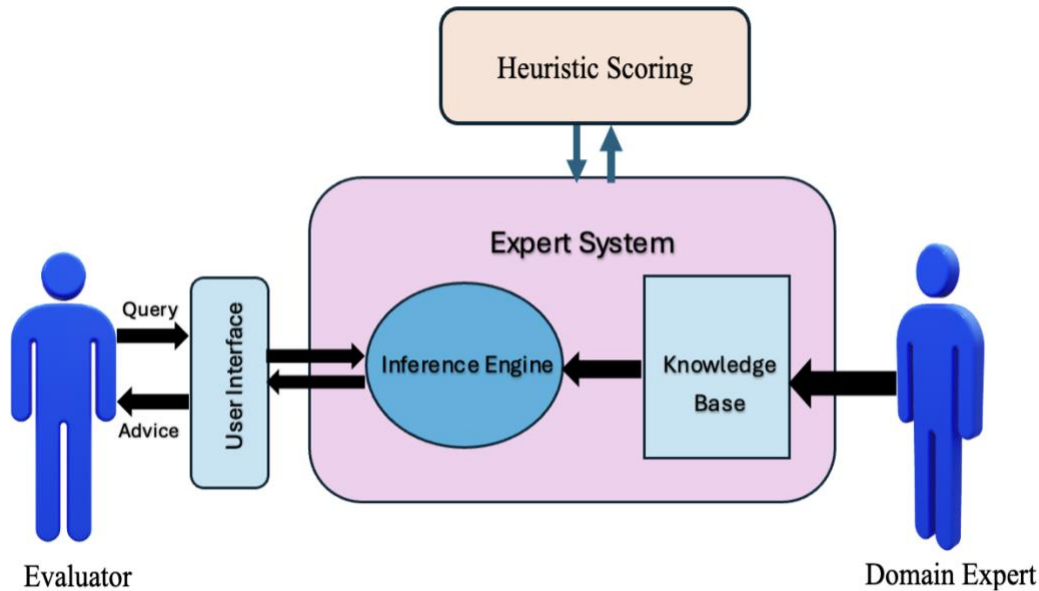 Heuristic Scoring
Expert System
Query
Advice
User Interface
Inference Engine
Knowledge
Base
Evaluator
Domain Expert